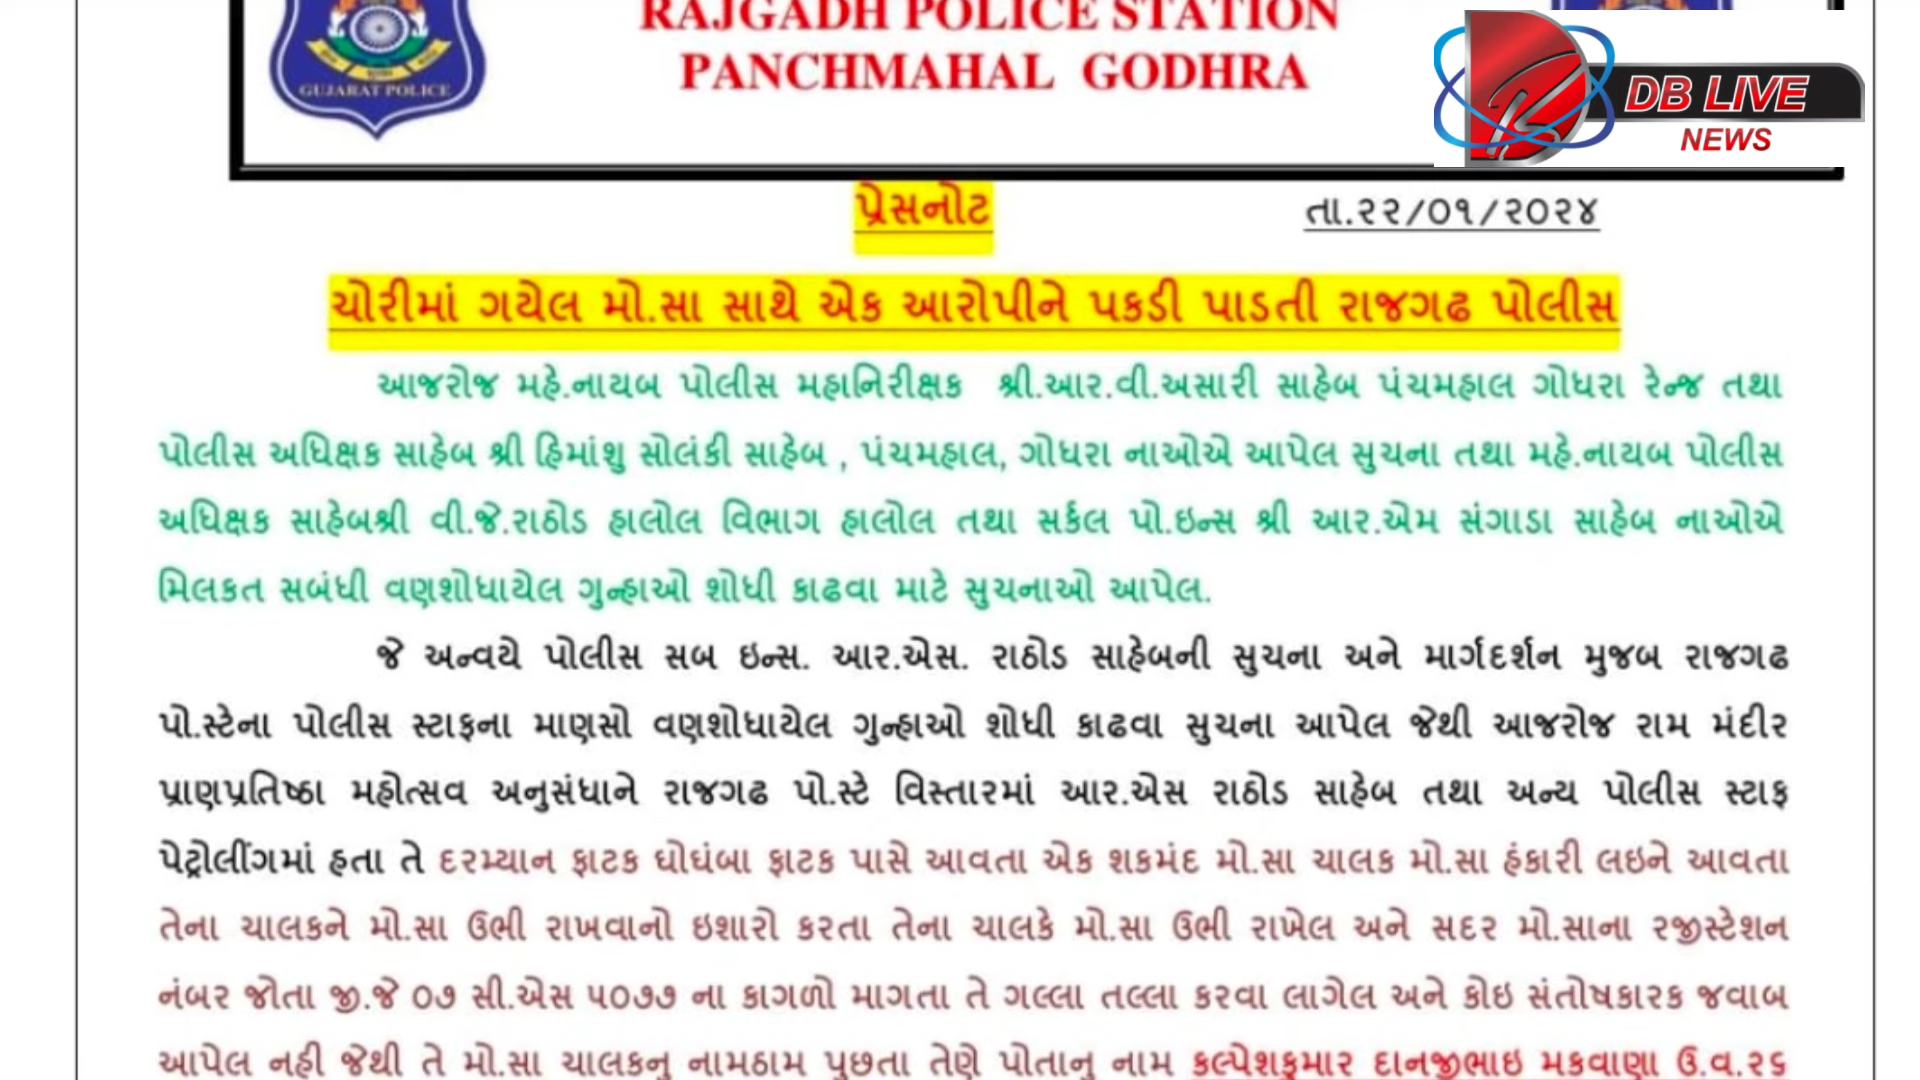 RAJGADH POLICE STATION
PANCHMAHAL GODHRA
GUJARAT POLICE
DB LIVE
NEWS
પ્રેસનોટ
તા.૨૨/૦૧/૨૦૨૪
ચોરીમાં ગયેલ મો.સા સાથે એક આરોપીને પકડી પાડતી રાજગઢ પોલીસ
આજરોજ મહે.નાયબ પોલીસ મહાનિરીક્ષક શ્રી.આર.વી.અસારી સાહેબ પંચમહાલ ગોધરા રેન્જ તથા
પોલીસ અધિક્ષક સાહેબ શ્રી હિમાંશુ સોલંકી સાહેબ , પંચમહાલ, ગોધરા નાઓએ આપેલ સુચના તથા મહે.નાયબ પોલીસ
અધિક્ષક સાહેબશ્રી વી.જે.રાઠોડ હાલોલ વિભાગ હાલોલ તથા સર્કલ પો.ઇન્સ શ્રી આર.એમ સંગાડા સાહેબ નાઓએ
મિલકત સબંધી વણશોધાયેલ ગુન્હાઓ શોધી કાઢવા માટે સુચનાઓ આપેલ.
જે અન્વયે પોલીસ સબ ઇન્સ. આર.એસ. રાઠોડ સાહેબની સુચના અને માર્ગદર્શન મુજબ રાજગઢ
પો.સ્ટેના પોલીસ સ્ટાફના માણસો વણશોધાયેલ ગુન્હાઓ શોધી કાઢવા સુચના આપેલ જેથી આજરોજ રામ મંદીર
પ્રાણપ્રતિષ્ઠા મહોત્સવ અનુસંધાને રાજગઢ પો.સ્ટે વિસ્તારમાં આર.એસ રાઠોડ સાહેબ તથા અન્ય પોલીસ સ્ટાફ
પેટ્રોલીંગમાં હતા તે દરમ્યાન ફાટક ઘોઘંબા ફાટક પાસે આવતા એક શકમંદ મો.સા ચાલક મો.સા હંકારી લઇને આવતા
તેના ચાલકને મો.સા ઉભી રાખવાનો ઇશારો કરતા તેના ચાલકે મો.સા ઉભી રાખેલ અને સદર મો.સાના રજીસ્ટેશન
નંબર જોતા જી.જે ૦૭ સી.એસ ૫૦૭૭ ના કાગળો માગતા તે ગલ્લા તલ્લા કરવા લાગેલ અને કોઇ સંતોષકારક જવાબ
આપેલ નહી જેથી તે મો.સા ચાલકનુ નામઠામ પુછતા તેણે પોતાનુ નામ કલ્પેશકુમાર દાનજીભાઇ મકવાણા ઉ.વ.૨૬